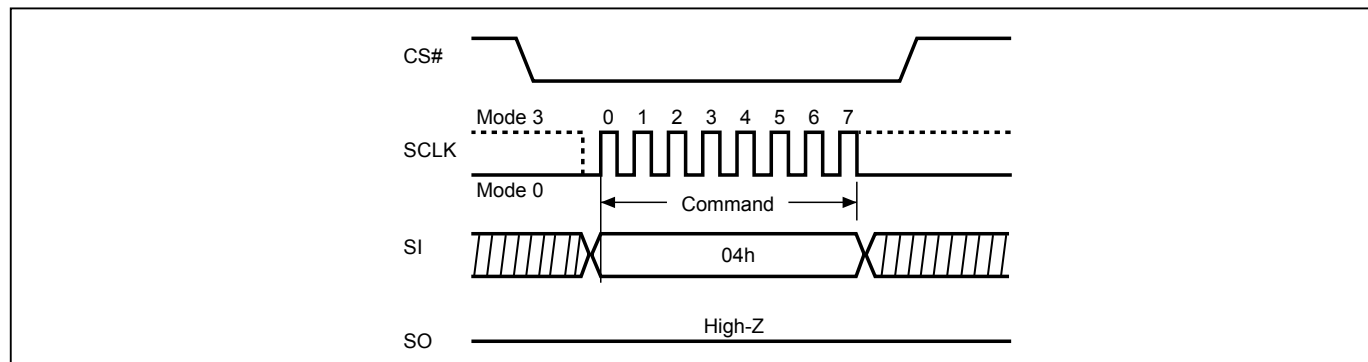 CS#
Mode 3
0 1 2 3 4 5 6 7
SCLK
Mode 0
Command
SI
04h
High-Z
SO